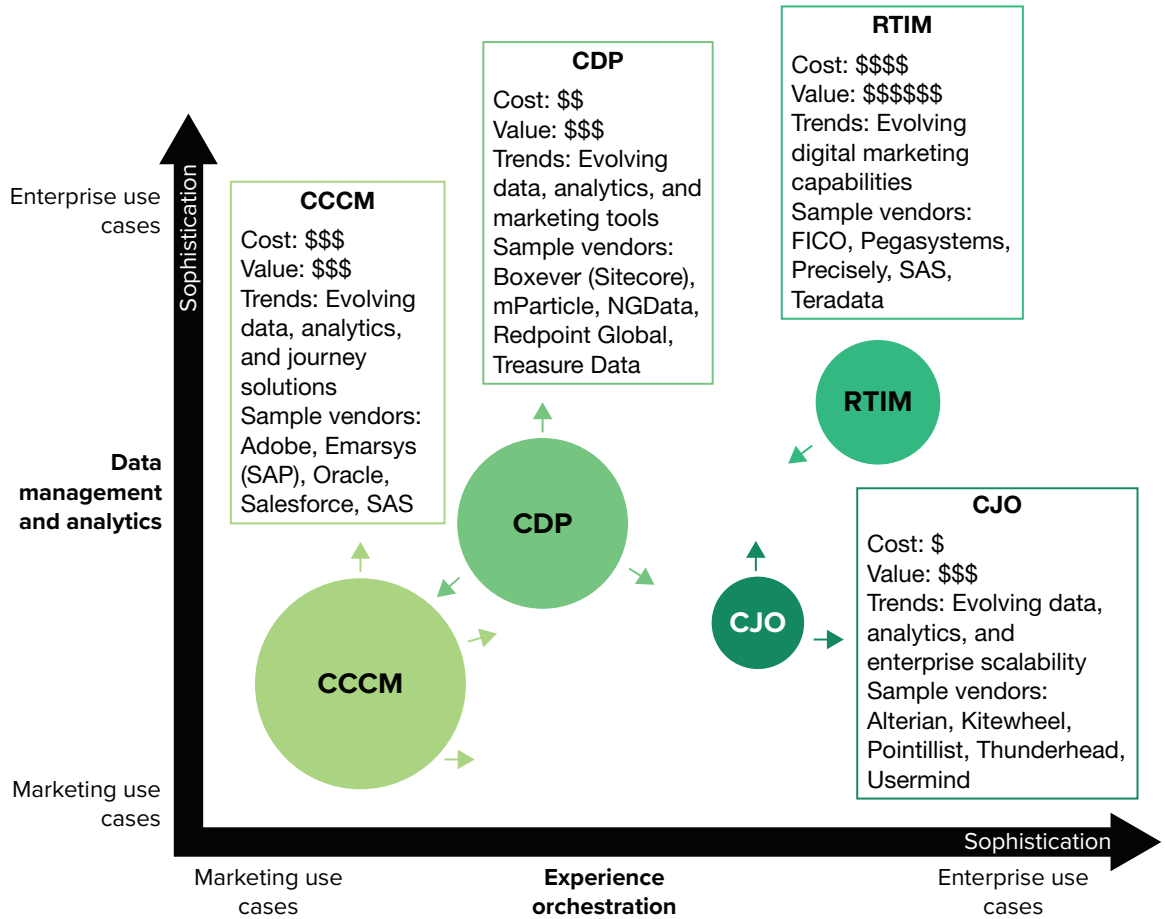 RTIM
Cost: $$$$
Value: $$$$$$
Trends: Evolving
digital marketing
capabilities
Sample vendors:
FICO, Pegasystems,
Precisely, SAS,
Teradata
CDP
Cost: $$
Value: $$$
Trends: Evolving
data, analytics, and
marketing tools
Sample vendors:
Boxever (Sitecore),
mParticle, NGData,
Redpoint Global,
Treasure Data
CCCM
Cost: $$$
Value: $$$
Trends: Evolving
data, analytics,
and journey
solutions
Sample vendors:
Adobe, Emarsys
(SAP), Oracle,
Salesforce, SAS
Enterprise use
cases
Sophistication
Data
management
and analytics
Marketing use
cases
RTIM
CDP
CJO
CCCM
CJO
Cost: $
Value: $$$
Trends: Evolving data,
analytics, and
enterprise scalability
Sample vendors:
Alterian, Kitewheel,
Pointillist, Thunderhead,
Usermind
Sophistication
Marketing use
cases
Experience
orchestration
Enterprise use
cases